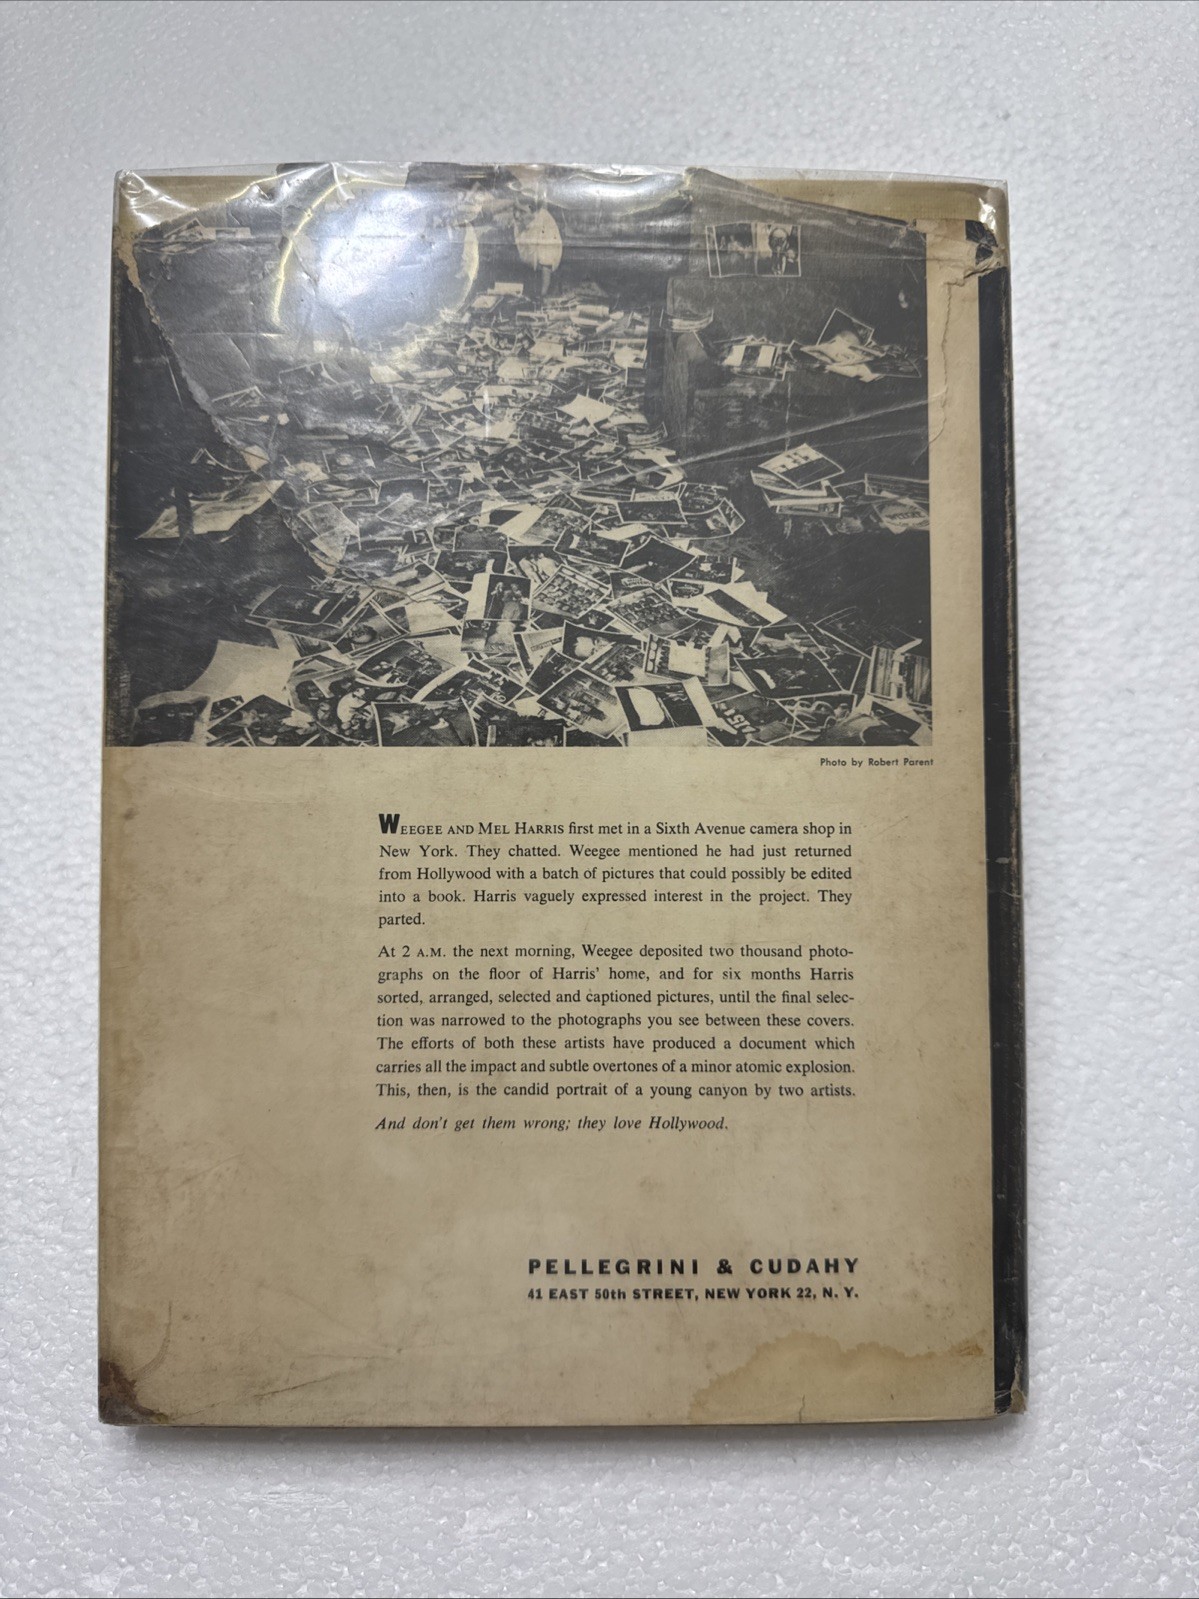 Photo by Robert Parent
WEEGEE AND MEL HARRIS first met in a Sixth Avenue camera shop in
New York. They chatted. Weegee mentioned he had just returned
from Hollywood with a batch of pictures that could possibly be edited
into a book. Harris vaguely expressed interest in the project. They
parted.
At 2 A.M. the next morning, Weegee deposited two thousand photo-
graphs on the floor of Harris' home, and for six months Harris
sorted, arranged, selected and captioned pictures, until the final selec-
tion was narrowed to the photographs you see between these covers.
The efforts of both these artists have produced a document which
carries all the impact and subtle overtones of a minor atomic explosion.
This, then, is the candid portrait of a young canyon by two artists.
And don't get them wrong; they love Hollywood.
PELLEGRINI & CUDAHY
41 EAST 50th STREET, NEW YORK 22, N. Y.